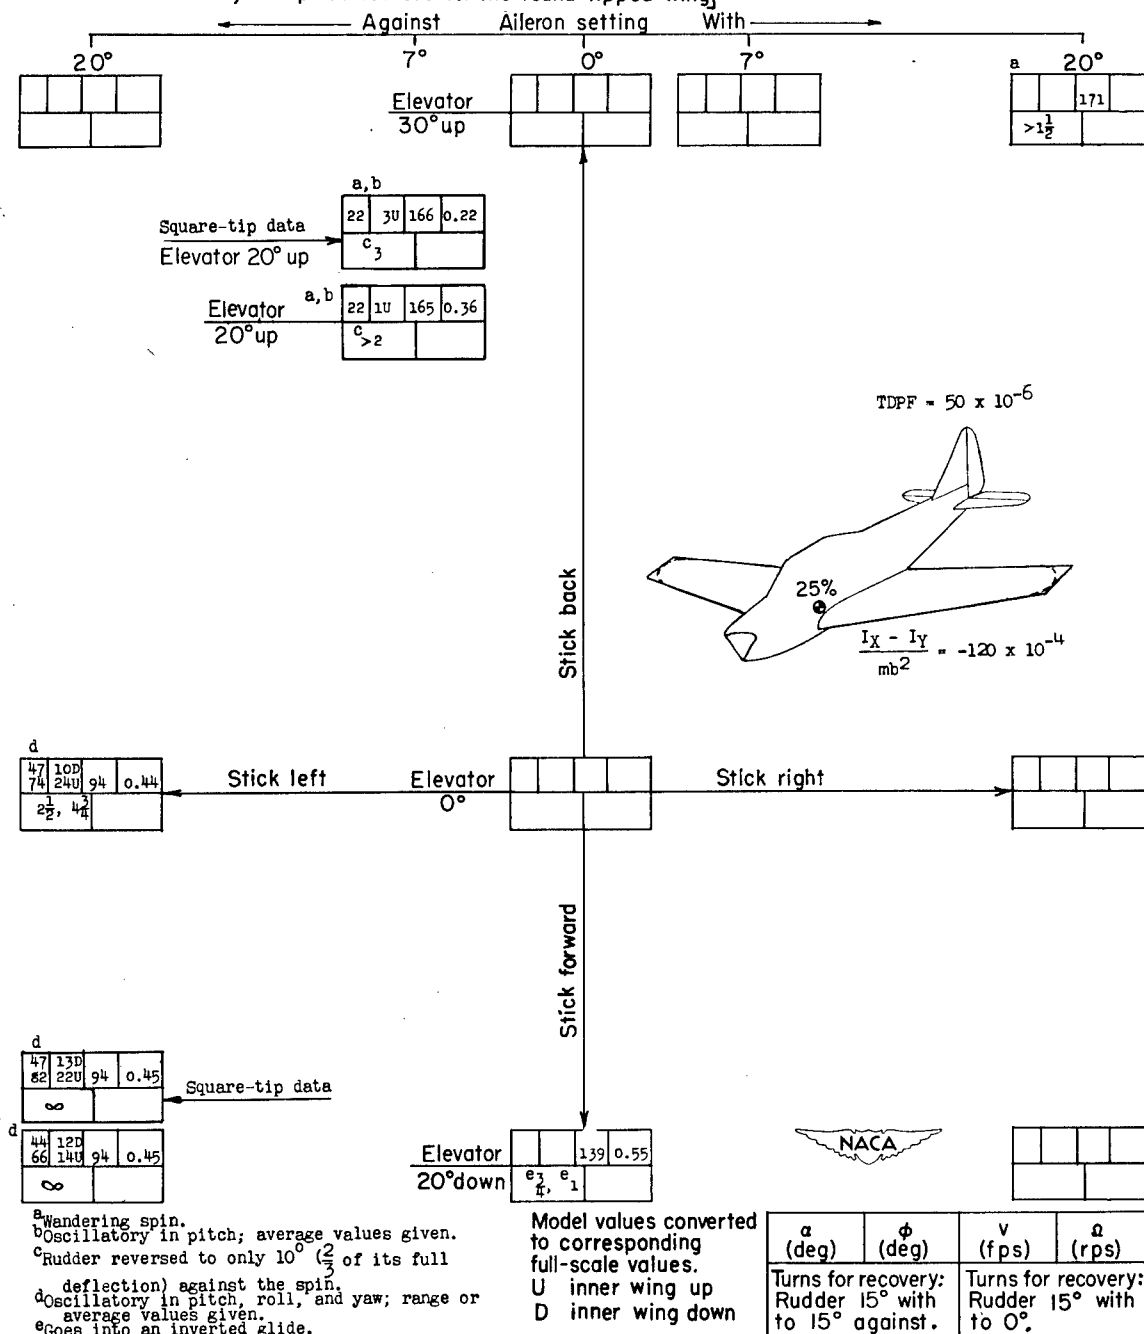 Against Aileron setting With
20° 7° 0° 7° 20°
a
171
>1 1/2
Elevator
30° up
a,b
Square-tip data
Elevator 20° up
22 3U 166 0.22
c 3
Elevator
20° up
a,b
22 1U 165 0.36
c >2
TDPF = 50 x 10⁻⁶
25%
I_X - I_Y
mb² = -120 x 10⁻⁴
Stick back
d
47 10D
74 24U 94 0.44
2 1/2, 4 3/4
Stick left
Elevator
0°
Stick right
Stick forward
d
47 13D
82 22U 94 0.45
∞
Square-tip data
d
44 12D
66 14U 94 0.45
∞
Elevator
20° down
139 0.55
e 3/4, e 1
NACA
a Wandering spin.
b Oscillatory in pitch; average values given.
c Rudder reversed to only 10° (2/3 of its full
deflection) against the spin.
d Oscillatory in pitch, roll, and yaw; range or
average values given.
e Goes into an inverted glide.
Model values converted
to corresponding
full-scale values.
U inner wing up
D inner wing down
α (deg) ϕ (deg) V (fps) Ω (rps)
Turns for recovery:
Rudder 15° with
to 15° against.
Turns for recovery:
Rudder 15° with
to 0°.